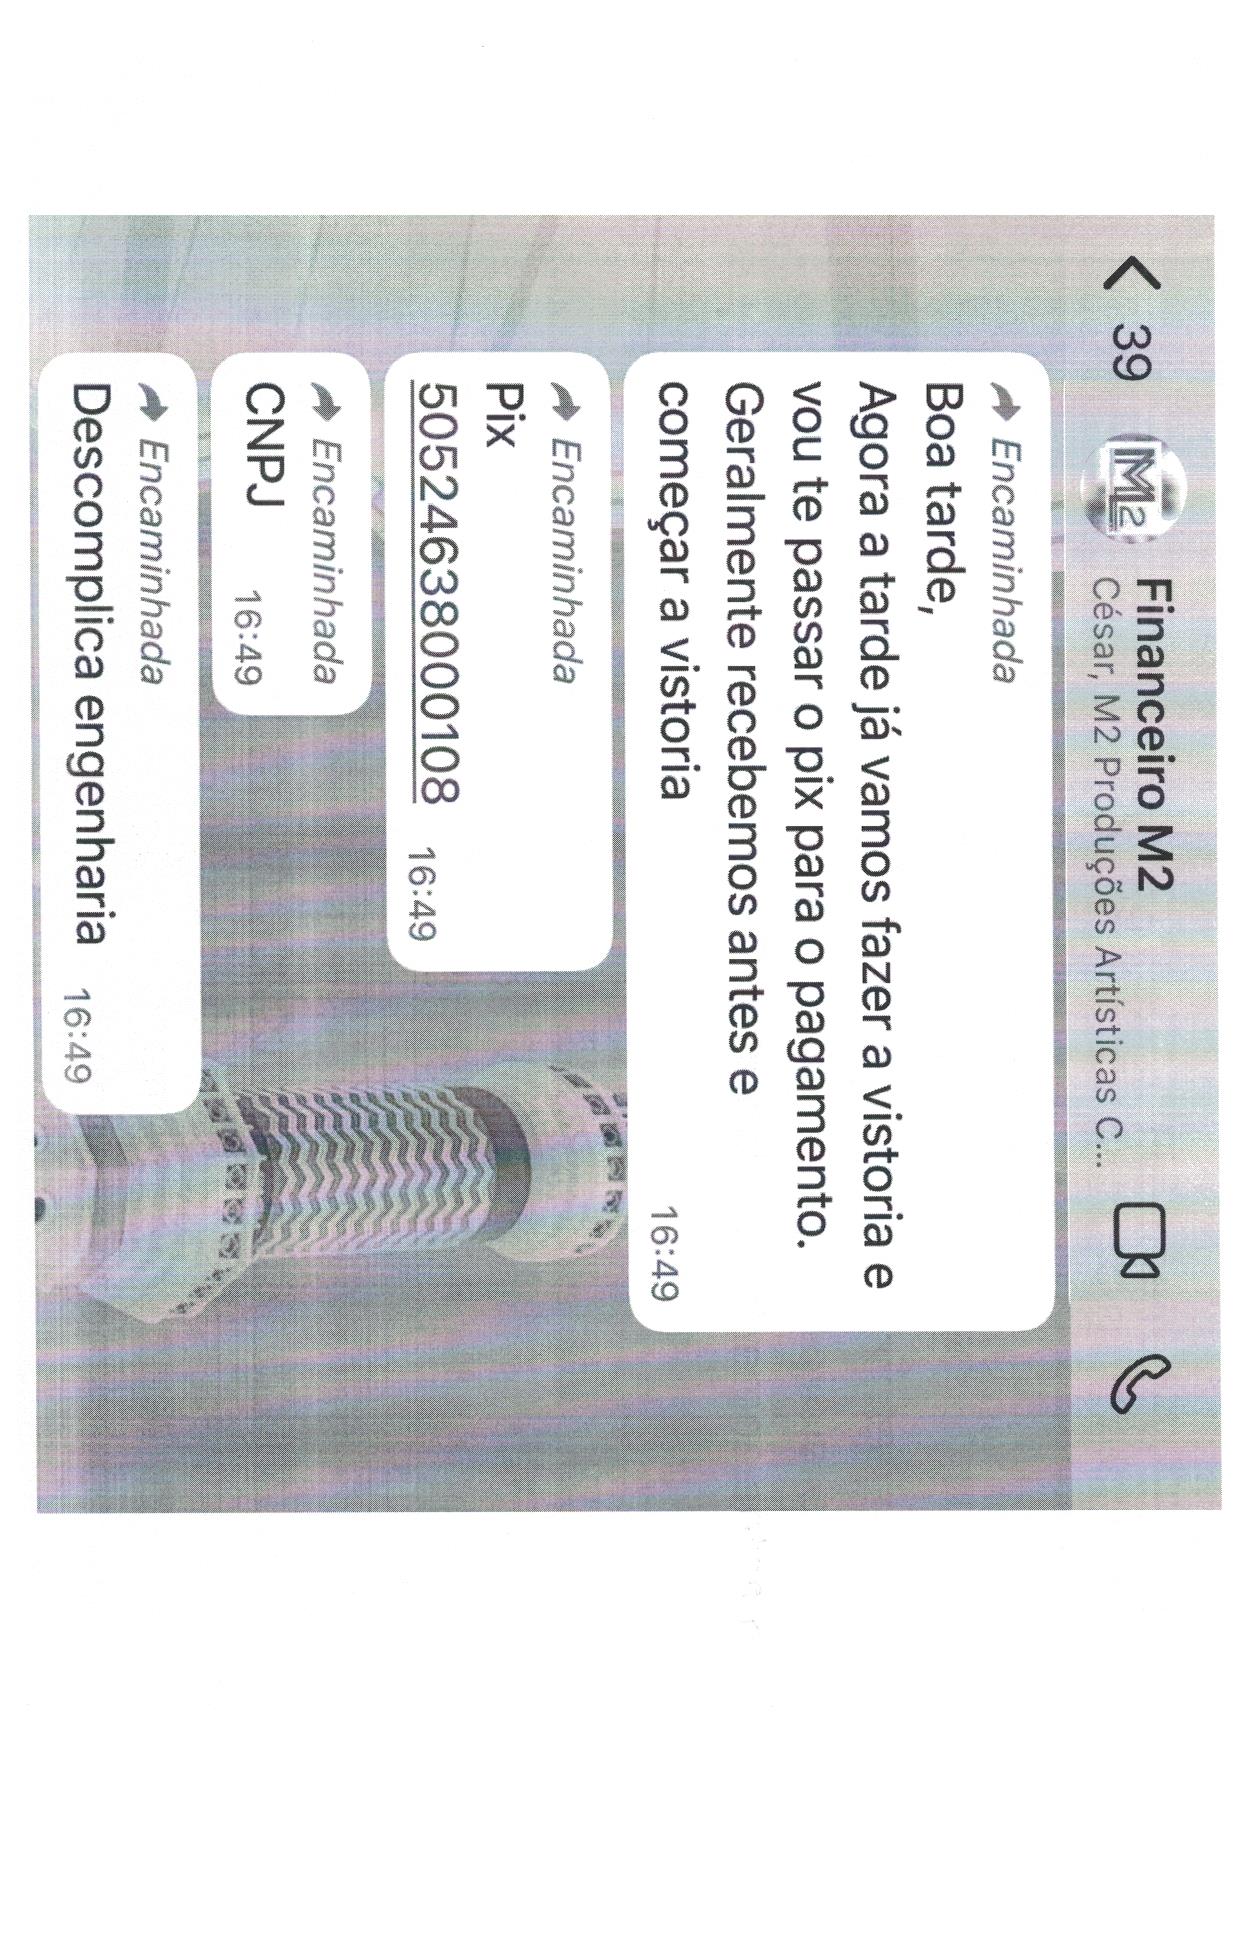 39
M2
Financeiro M2
César, M2 Produções Artísticas C...
Encaminhada
Boa tarde,
Agora a tarde já vamos fazer a vistoria e
vou te passar o pix para o pagamento.
Geralmente recebemos antes e
começar a vistoria
16:49
Encaminhada
Pix
50524638000108
16:49
Encaminhada
CNPJ
16:49
Encaminhada
Descomplica engenharia
16:49